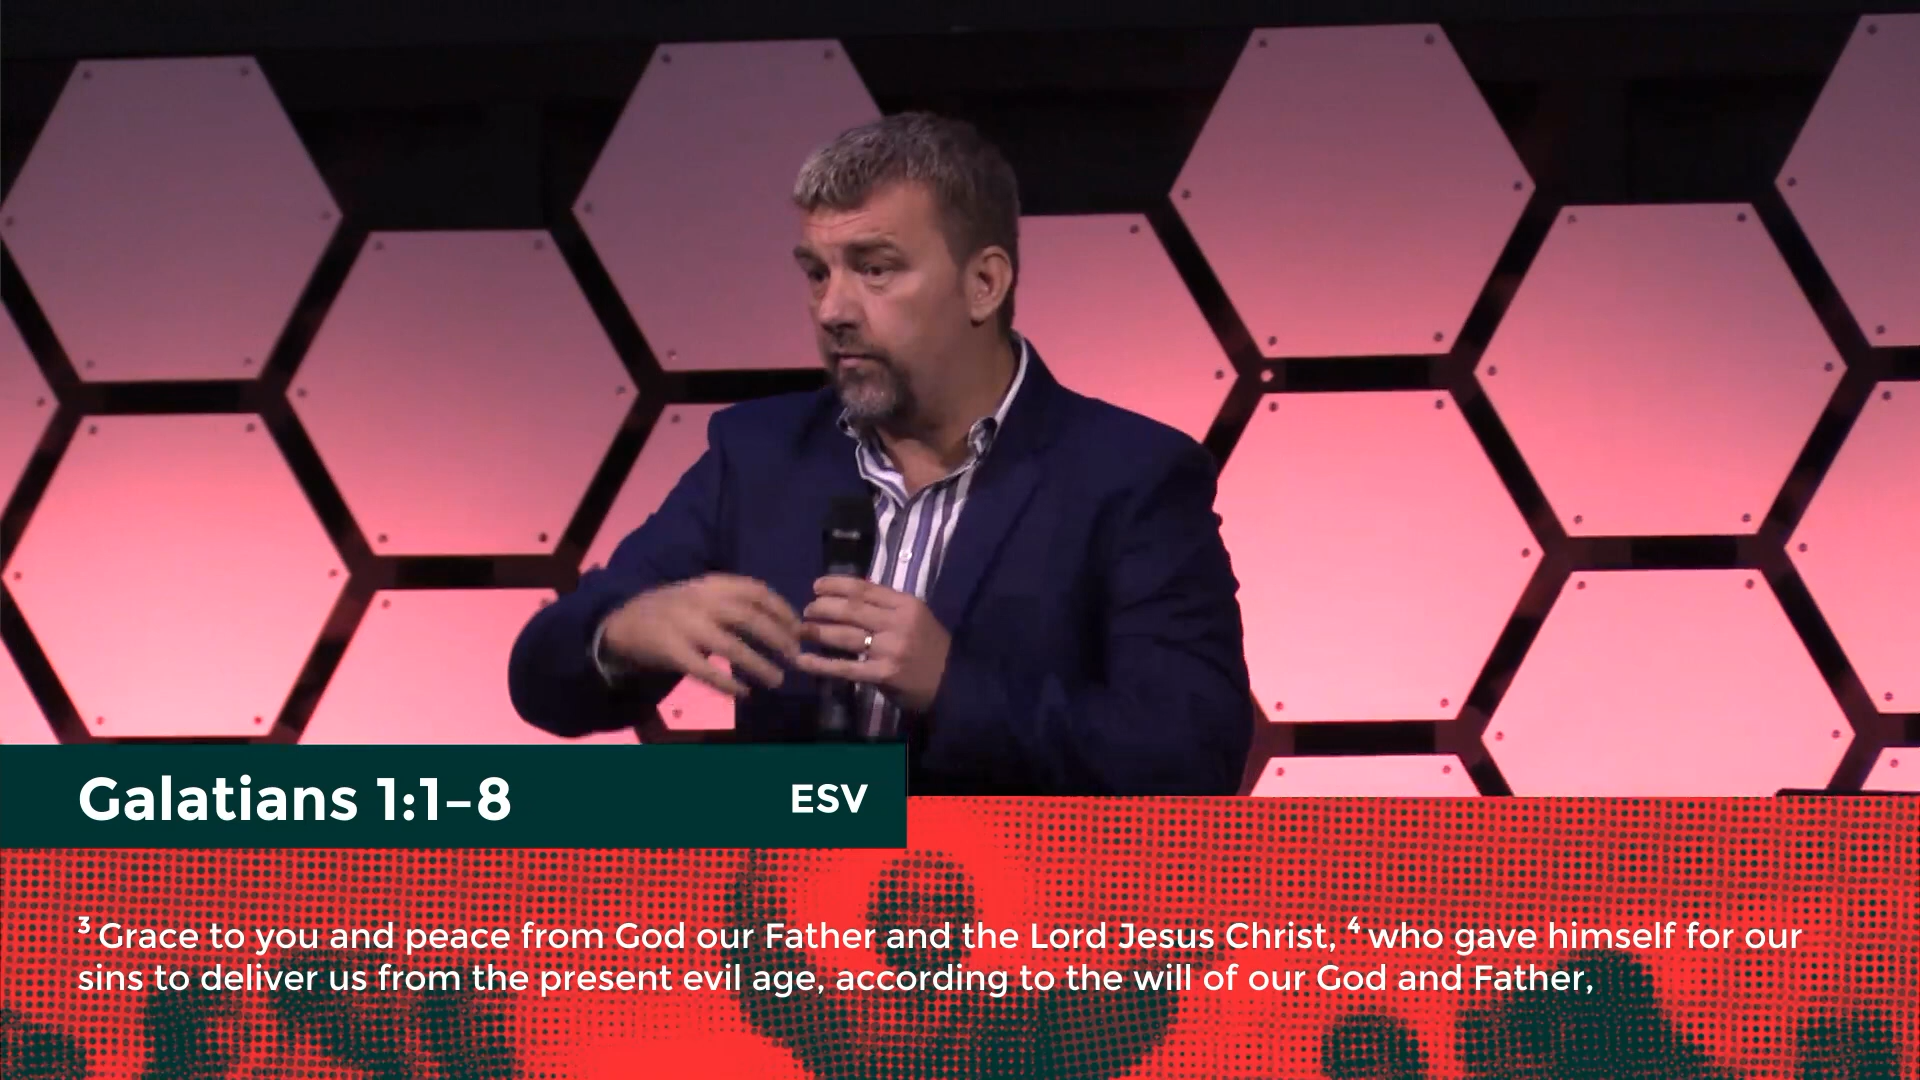 Galatians 1:1–8 ESV
³ Grace to you and peace from God our Father and the Lord Jesus Christ, ⁴ who gave himself for our
sins to deliver us from the present evil age, according to the will of our God and Father,